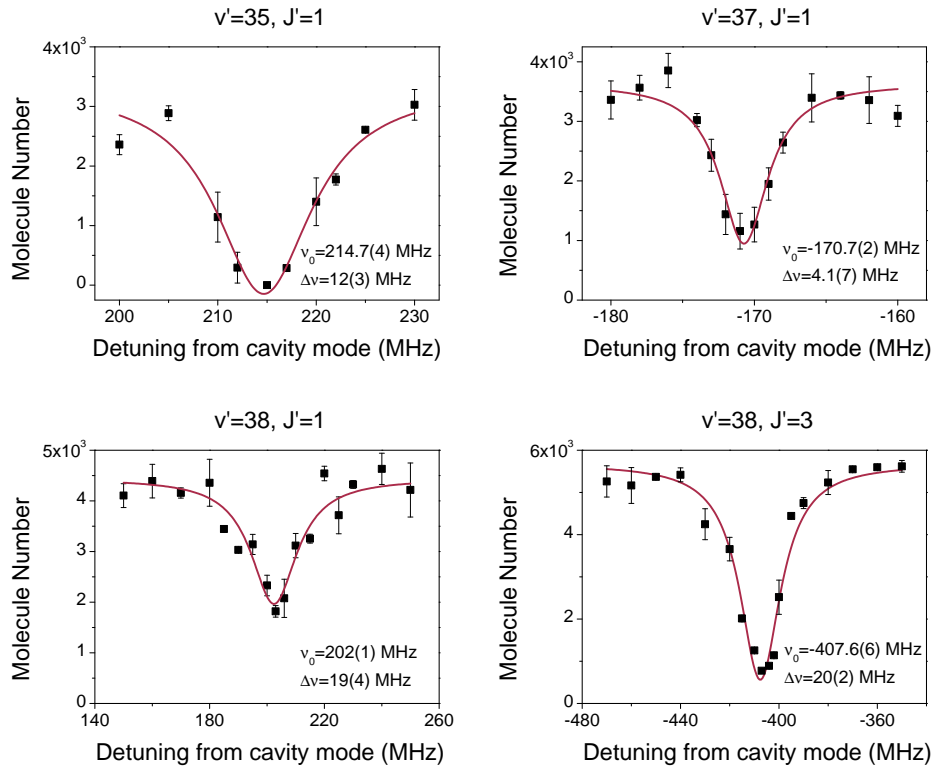 v'=35, J'=1
4x10³
3
2
1
0
Molecule Number
ν₀=214.7(4) MHz
Δν=12(3) MHz
200 210 220 230
Detuning from cavity mode (MHz)
v'=37, J'=1
4x10³
3
2
1
0
Molecule Number
ν₀=-170.7(2) MHz
Δν=4.1(7) MHz
-180 -170 -160
Detuning from cavity mode (MHz)
v'=38, J'=1
5x10³
4
3
2
1
0
Molecule Number
ν₀=202(1) MHz
Δν=19(4) MHz
140 180 220 260
Detuning from cavity mode (MHz)
v'=38, J'=3
6x10³
4
2
0
Molecule Number
ν₀=-407.6(6) MHz
Δν=20(2) MHz
-480 -440 -400 -360
Detuning from cavity mode (MHz)